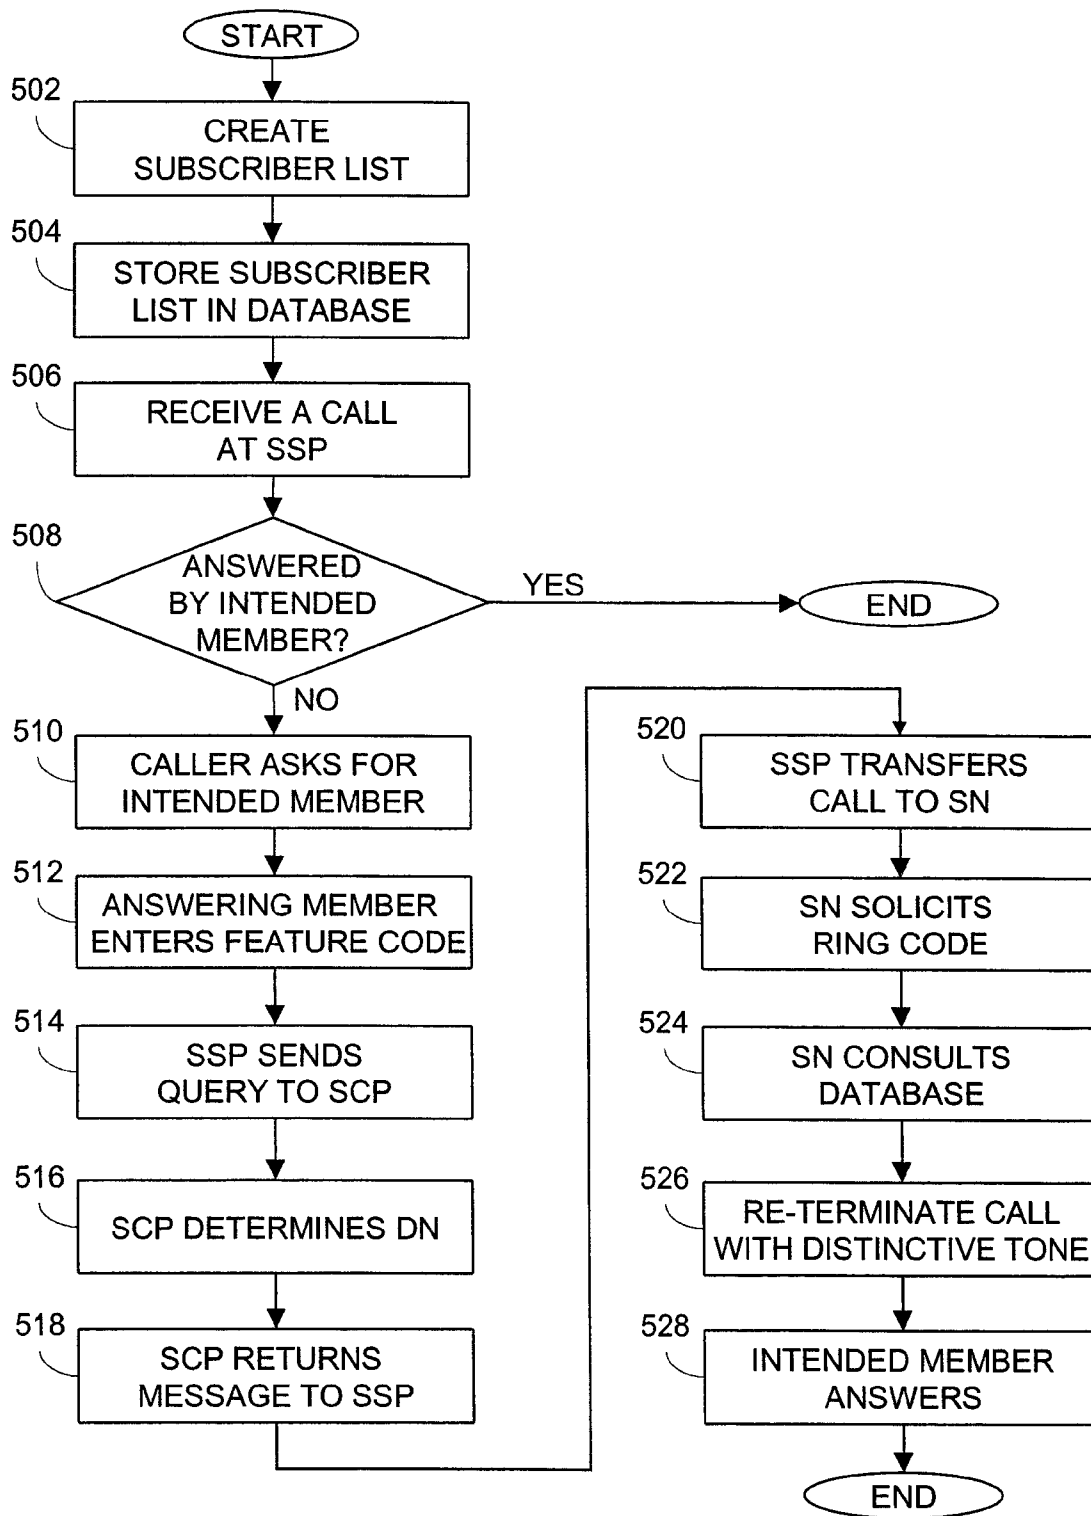 START
502
CREATE
SUBSCRIBER LIST
504
STORE SUBSCRIBER
LIST IN DATABASE
506
RECEIVE A CALL
AT SSP
508
ANSWERED
BY INTENDED
MEMBER?
YES
END
NO
510
CALLER ASKS FOR
INTENDED MEMBER
512
ANSWERING MEMBER
ENTERS FEATURE CODE
514
SSP SENDS
QUERY TO SCP
516
SCP DETERMINES DN
518
SCP RETURNS
MESSAGE TO SSP
520
SSP TRANSFERS
CALL TO SN
522
SN SOLICITS
RING CODE
524
SN CONSULTS
DATABASE
526
RE-TERMINATE CALL
WITH DISTINCTIVE TONE
528
INTENDED MEMBER
ANSWERS
END